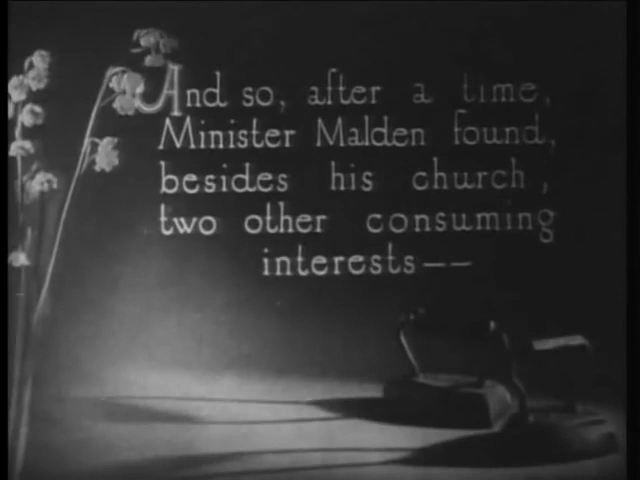 And so, after a time,
Minister Malden found,
besides his church,
two other consuming
interests——